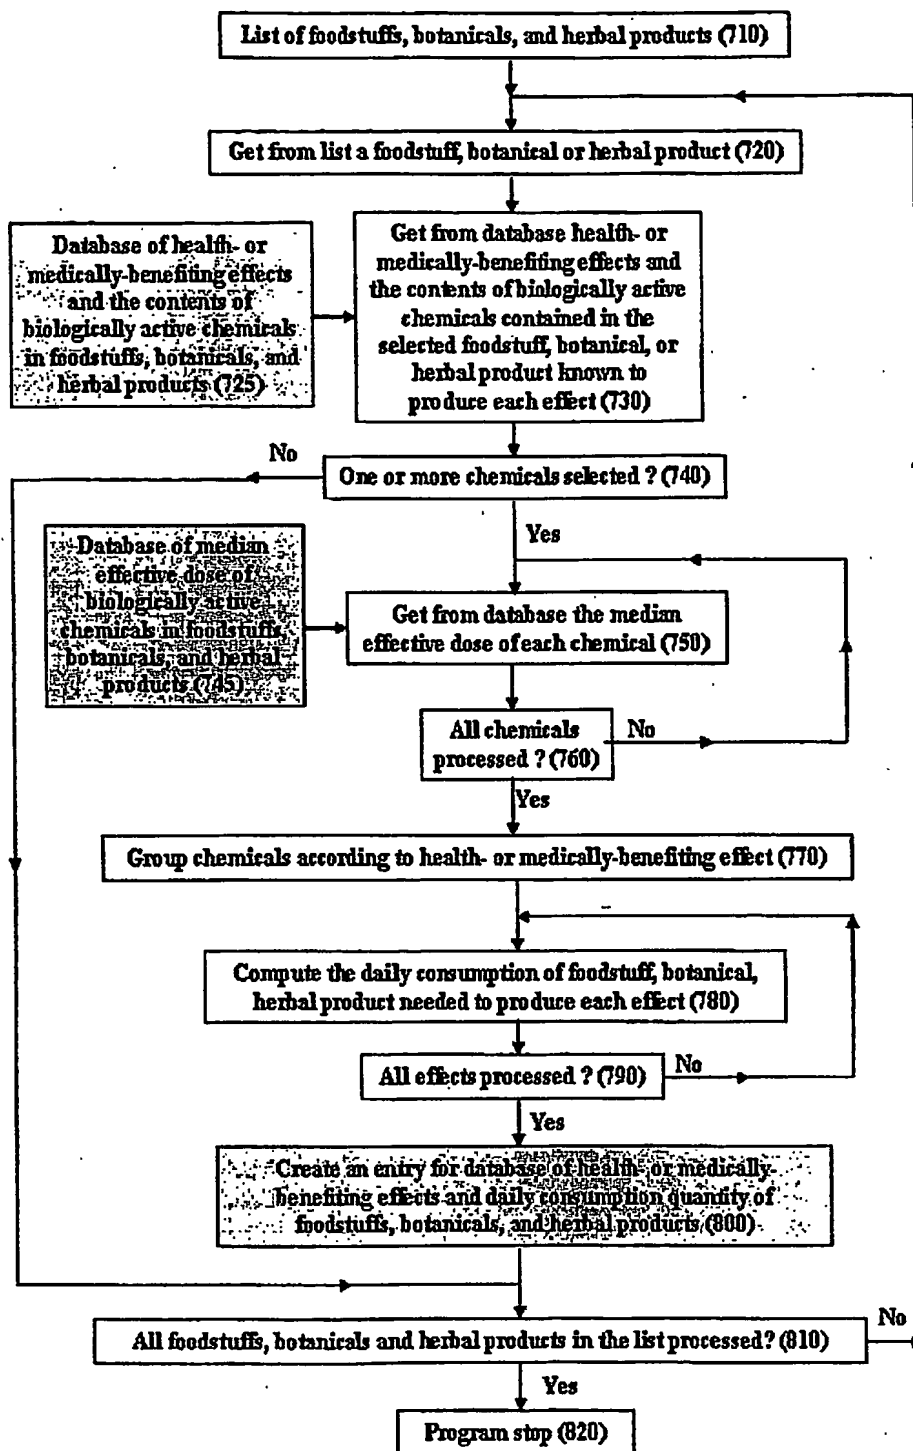 List of foodstuffs, botanicals, and herbal products (710)
Get from list a foodstuff, botanical or herbal product (720)
Database of health- or
medically-benefiting effects
and the contents of
biologically active chemicals
in foodstuffs, botanicals, and
herbal products (725)
Get from database health- or
medically-benefiting effects and
the contents of biologically active
chemicals contained in the
selected foodstuff, botanical, or
herbal product known to
produce each effect (730)
No
One or more chemicals selected ? (740)
Yes
Database of median
effective dose of
biologically active
chemicals in foodstuffs,
botanicals, and herbal
products (745)
Get from database the median
effective dose of each chemical (750)
All chemicals
processed ? (760)
No
Yes
Group chemicals according to health- or medically-benefiting effect (770)
Compute the daily consumption of foodstuff, botanical,
herbal product needed to produce each effect (780)
All effects processed ? (790)
No
Yes
Create an entry for database of health- or medically-
benefiting effects and daily consumption quantity of
foodstuffs, botanicals, and herbal products (800)
All foodstuffs, botanicals and herbal products in the list processed? (810)
No
Yes
Program stop (820)